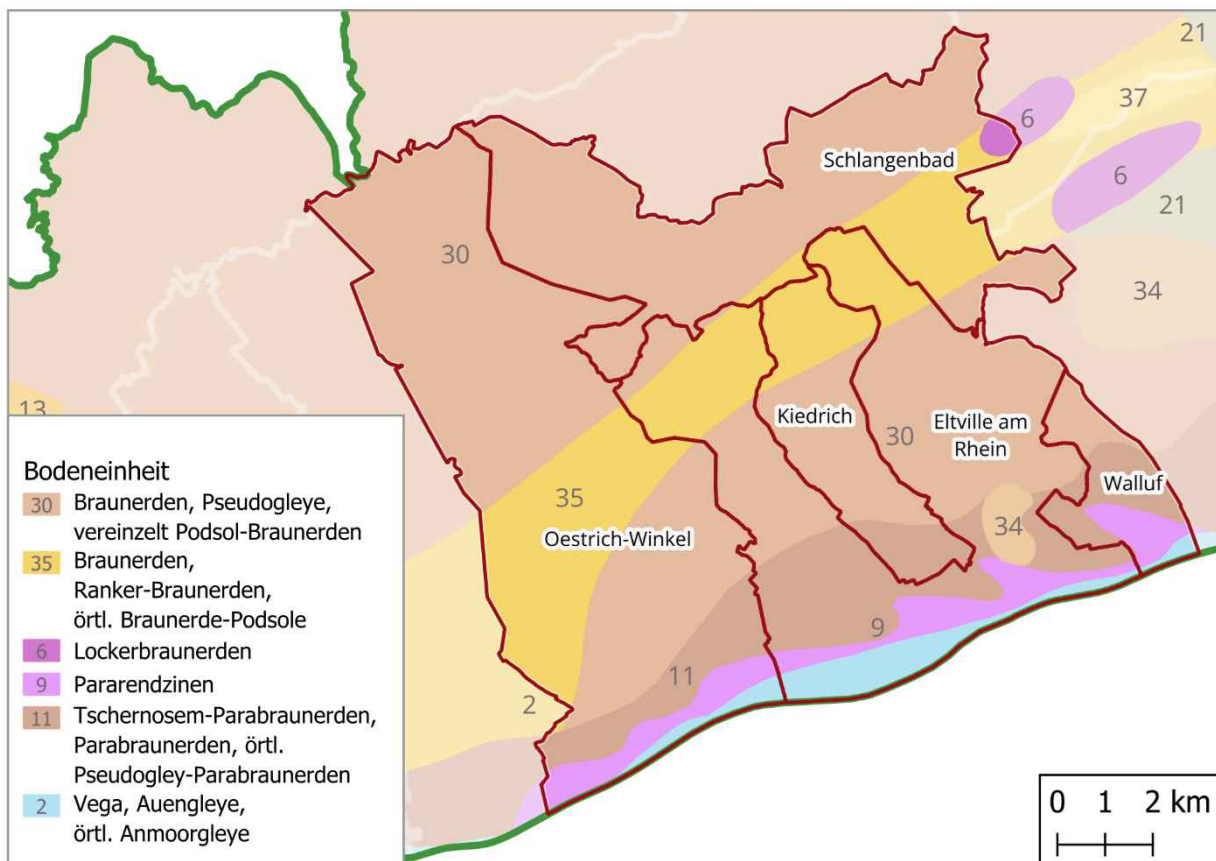 21
37
6
6
21
34
Schlangenbad
30
13
Kiedrich
30
Eltville am
Rhein
Walluf
35
Oestrich-Winkel
34
9
11
2
Bodeneinheit
30 Braunerden, Pseudogleye,
vereinzelt Podsol-Braunerden
35 Braunerden,
Ranker-Braunerden,
örtl. Braunerde-Podsole
6 Lockerbraunerden
9 Pararendzinen
11 Tschernosem-Parabraunerden,
Parabraunerden, örtl.
Pseudogley-Parabraunerden
2 Vega, Auengleye,
örtl. Anmoorgleye
0 1 2 km